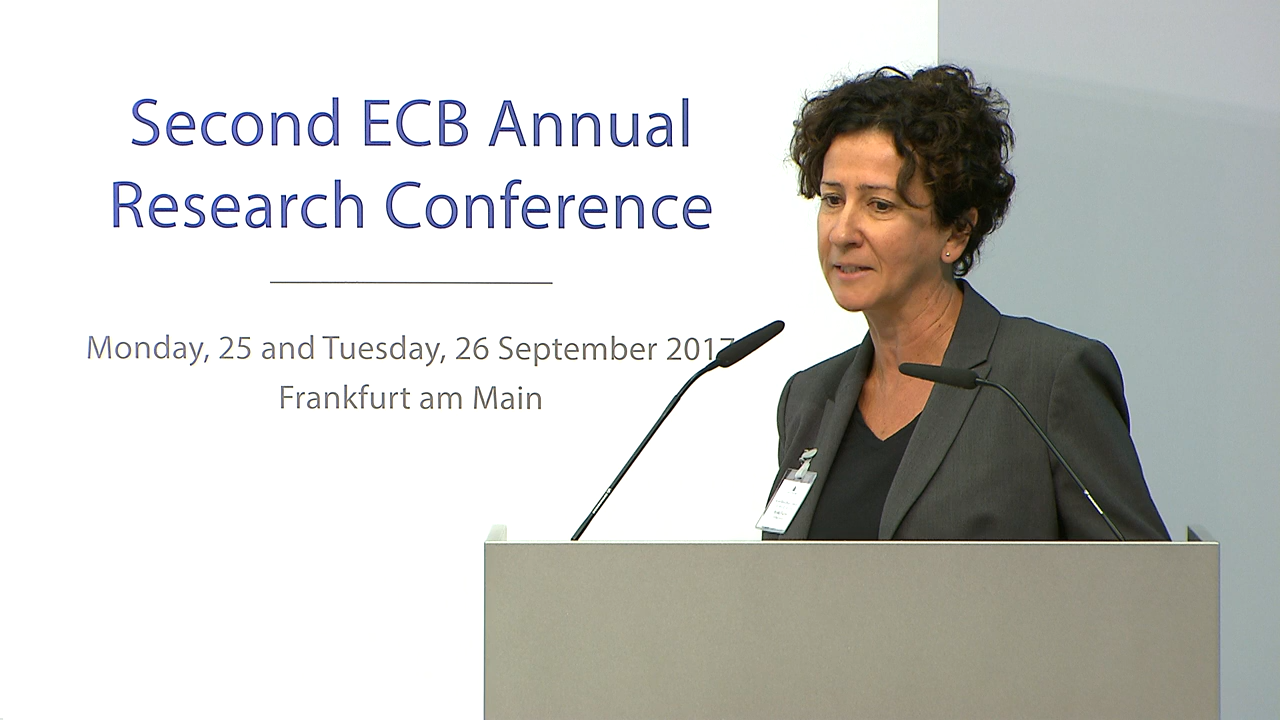 Second ECB Annual
Research Conference
Monday, 25 and Tuesday, 26 September 2017
Frankfurt am Main